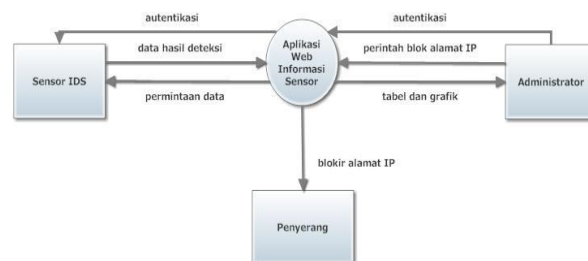 autentikasi
autentikasi
data hasil deteksi
Aplikasi
Web
Informasi
Sensor
perintah blok alamat IP
Sensor IDS
Administrator
permintaan data
tabel dan grafik
blokir alamat IP
Penyerang